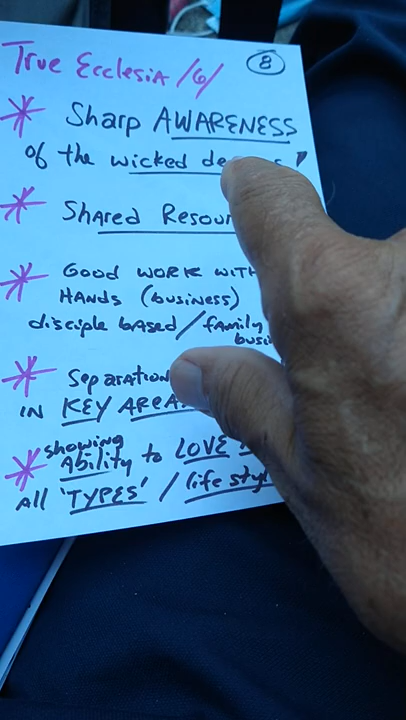 True Ecclesia /6/ 8
* Sharp AWARENESS
of the wicked
* Shared
* GOOD WORK WITH
HANDS (business)
disciple bASed / family
* Separation
IN KEY
* showing
Ability to LOVE
All 'TYPES' / life